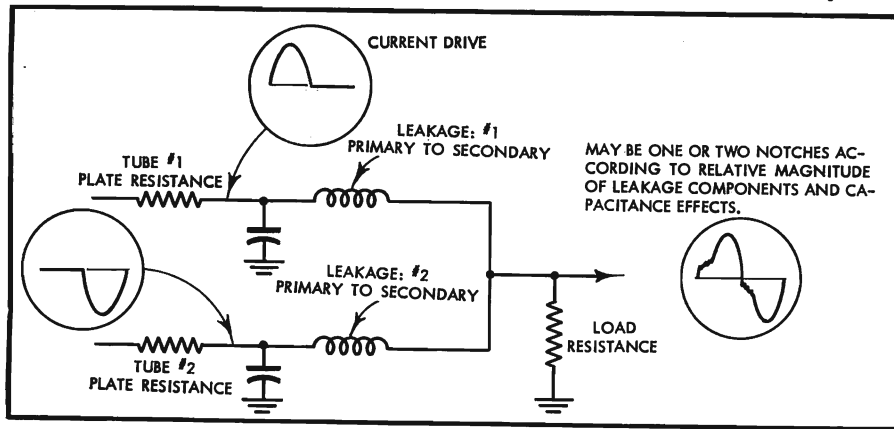 CURRENT DRIVE
LEAKAGE: #1
PRIMARY TO SECONDARY
TUBE #1
PLATE RESISTANCE
MAY BE ONE OR TWO NOTCHES AC-
CORDING TO RELATIVE MAGNITUDE
OF LEAKAGE COMPONENTS AND CA-
PACITANCE EFFECTS.
LEAKAGE: #2
PRIMARY TO SECONDARY
LOAD
RESISTANCE
TUBE #2
PLATE RESISTANCE